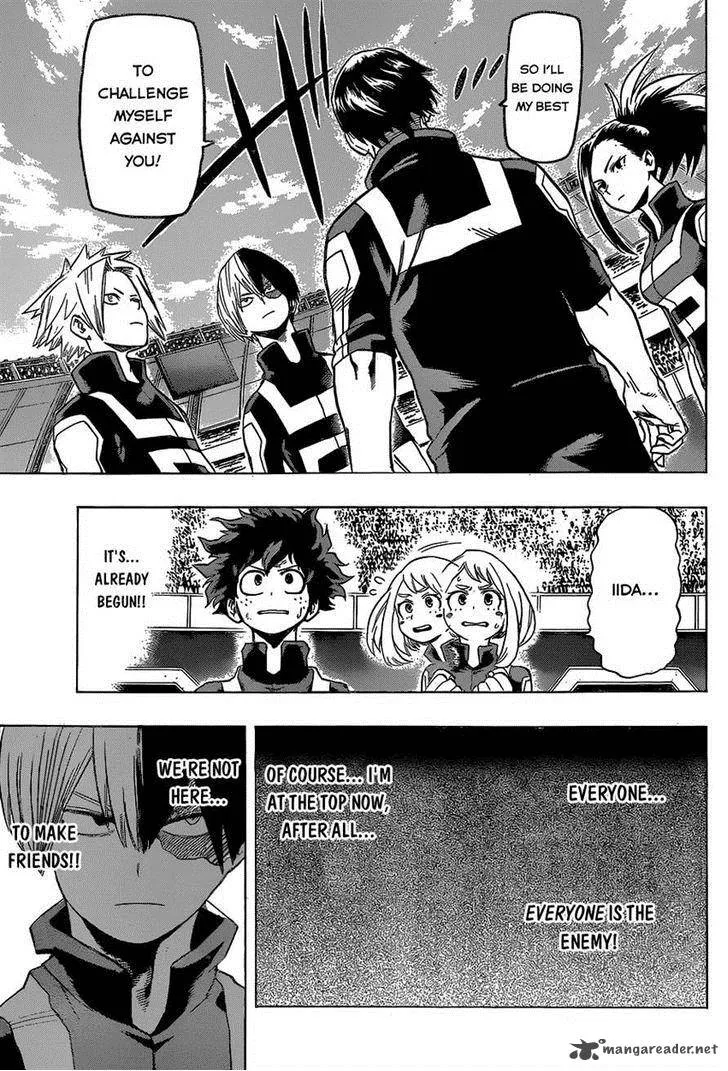 SO I'LL
BE DOING
MY BEST
TO
CHALLENGE
MYSELF
AGAINST
YOU!
IIDA...
IT'S...
ALREADY
BEGUN!!
EVERYONE...
EVERYONE IS THE
ENEMY!
OF COURSE... I'M
AT THE TOP NOW,
AFTER ALL...
WE'RE NOT
HERE...
TO MAKE
FRIENDS!!
mangareader.net